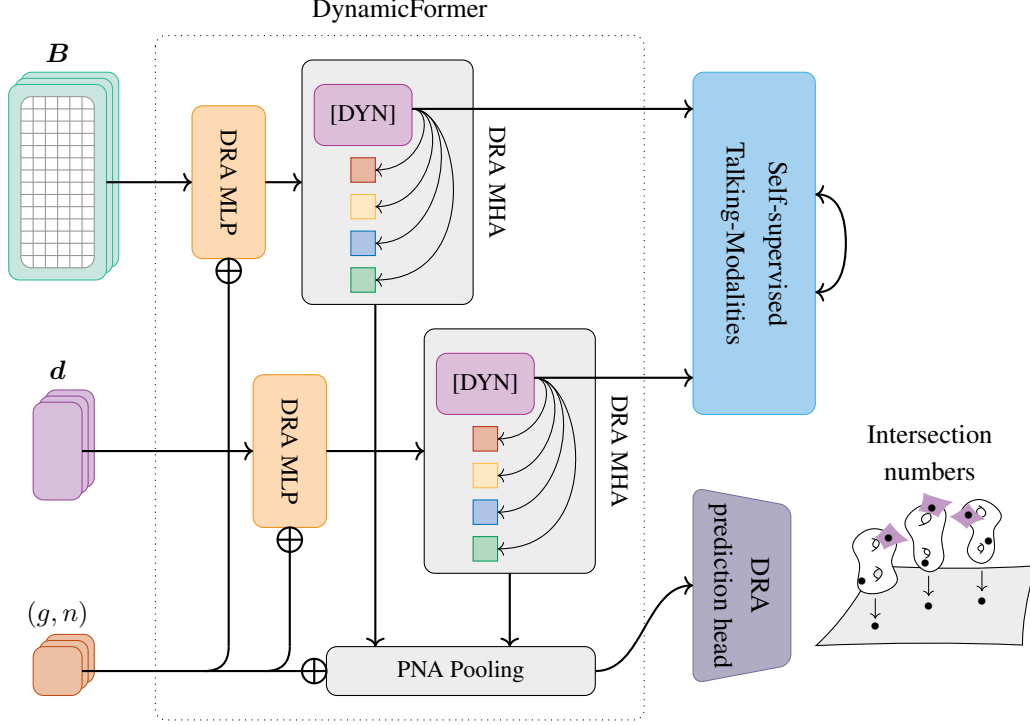 DynamicFormer
B
DRA MLP
[DYN]
DRA MHA
Self-supervised
Talking-Modalities
d
DRA MLP
[DYN]
DRA MHA
Intersection
numbers
(g, n)
PNA Pooling
DRA
prediction head